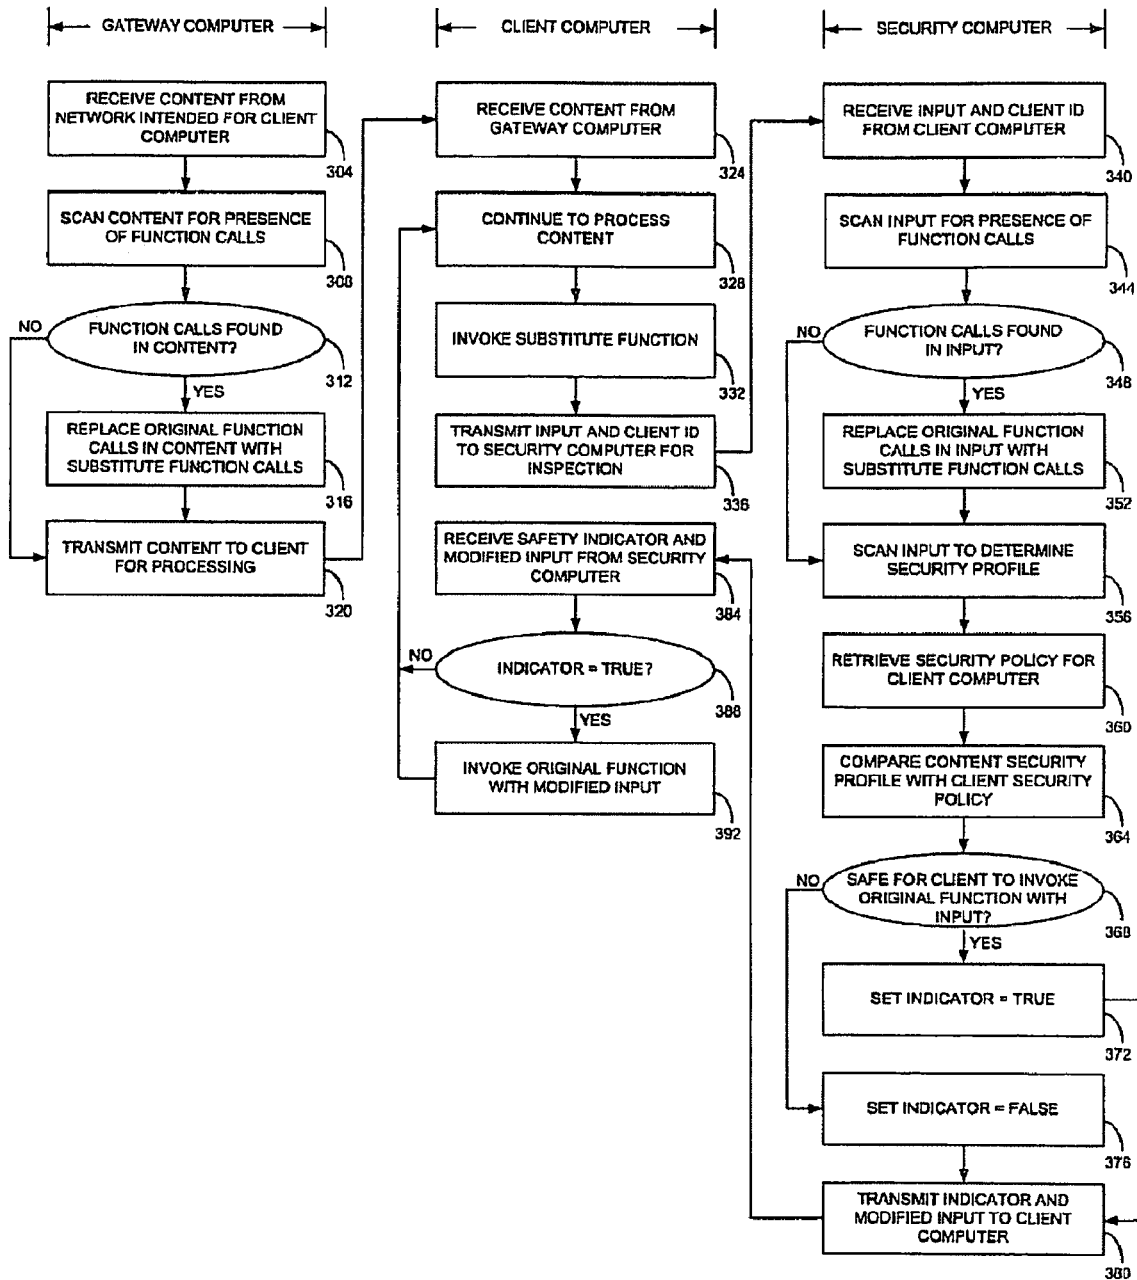 GATEWAY COMPUTER
RECEIVE CONTENT FROM
NETWORK INTENDED FOR CLIENT
COMPUTER
304
SCAN CONTENT FOR PRESENCE
OF FUNCTION CALLS
308
NO
FUNCTION CALLS FOUND
IN CONTENT?
312
YES
REPLACE ORIGINAL FUNCTION
CALLS IN CONTENT WITH
SUBSTITUTE FUNCTION CALLS
316
TRANSMIT CONTENT TO CLIENT
FOR PROCESSING
320
CLIENT COMPUTER
RECEIVE CONTENT FROM
GATEWAY COMPUTER
324
CONTINUE TO PROCESS
CONTENT
328
INVOKE SUBSTITUTE FUNCTION
332
TRANSMIT INPUT AND CLIENT ID
TO SECURITY COMPUTER FOR
INSPECTION
336
RECEIVE SAFETY INDICATOR AND
MODIFIED INPUT FROM SECURITY
COMPUTER
384
NO
INDICATOR = TRUE?
388
YES
INVOKE ORIGINAL FUNCTION
WITH MODIFIED INPUT
392
SECURITY COMPUTER
RECEIVE INPUT AND CLIENT ID
FROM CLIENT COMPUTER
340
SCAN INPUT FOR PRESENCE OF
FUNCTION CALLS
344
NO
FUNCTION CALLS FOUND
IN INPUT?
348
YES
REPLACE ORIGINAL FUNCTION
CALLS IN INPUT WITH
SUBSTITUTE FUNCTION CALLS
352
SCAN INPUT TO DETERMINE
SECURITY PROFILE
356
RETRIEVE SECURITY POLICY FOR
CLIENT COMPUTER
360
COMPARE CONTENT SECURITY
PROFILE WITH CLIENT SECURITY
POLICY
364
NO
SAFE FOR CLIENT TO INVOKE
ORIGINAL FUNCTION WITH
INPUT?
368
YES
SET INDICATOR = TRUE
372
SET INDICATOR = FALSE
376
TRANSMIT INDICATOR AND
MODIFIED INPUT TO CLIENT
COMPUTER
380